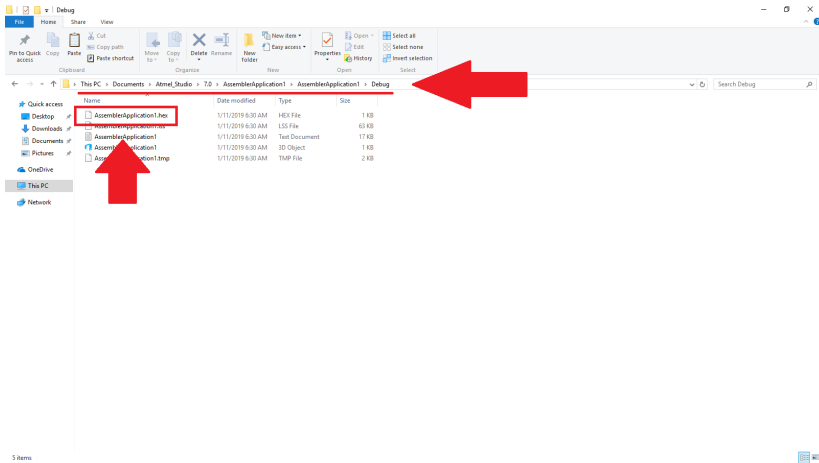 Debug
File Home Share View
Pin to Quick access
Copy
Paste
Cut
Copy path
Paste shortcut
Clipboard
Move to
Copy to
Delete
Rename
Organize
New folder
New item
Easy access
New
Properties
Open
Edit
History
Open
Select all
Select none
Invert selection
Select
This PC › Documents › Atmel_Studio › 7.0 › AssemblerApplication1 › AssemblerApplication1 › Debug
Search Debug
Quick access
Desktop
Downloads
Documents
Pictures
OneDrive
This PC
Network
Name Date modified Type Size
AssemblerApplication1.hex 1/11/2019 6:30 AM HEX File 1 KB
1/11/2019 6:30 AM LSS File 63 KB
AssemblerApplication1 1/11/2019 6:30 AM Text Document 17 KB
1/11/2019 6:30 AM 3D Object 1 KB
1/11/2019 6:30 AM TMP File 2 KB
5 items